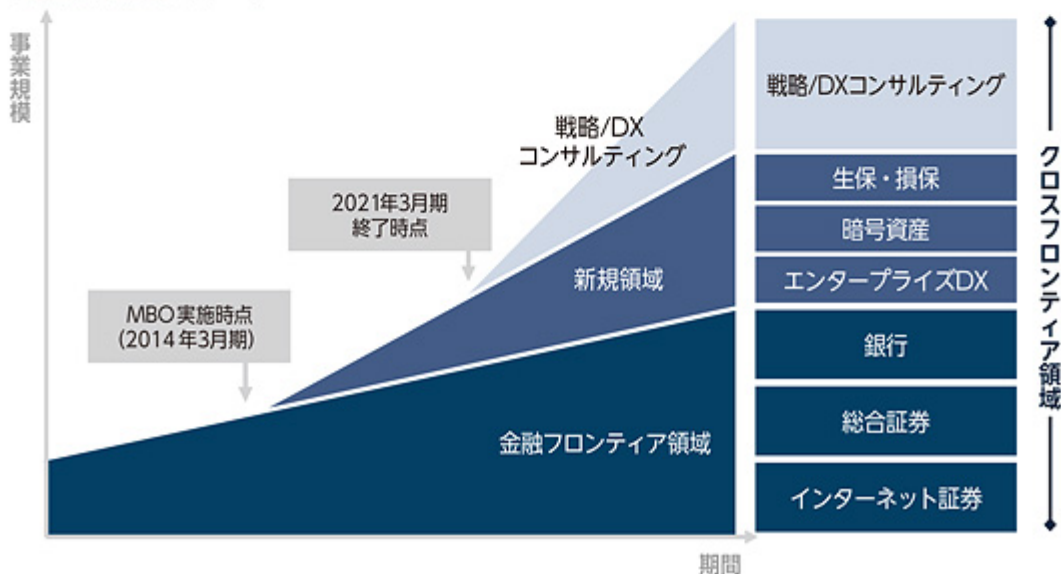 事業規模
戦略/DX
コンサルティング
2021年3月期
終了時点
新規領域
MBO実施時点
(2014年3月期)
金融フロンティア領域
期間
戦略/DXコンサルティング
生保・損保
暗号資産
エンタープライズDX
銀行
総合証券
インターネット証券
クロスフロンティア領域